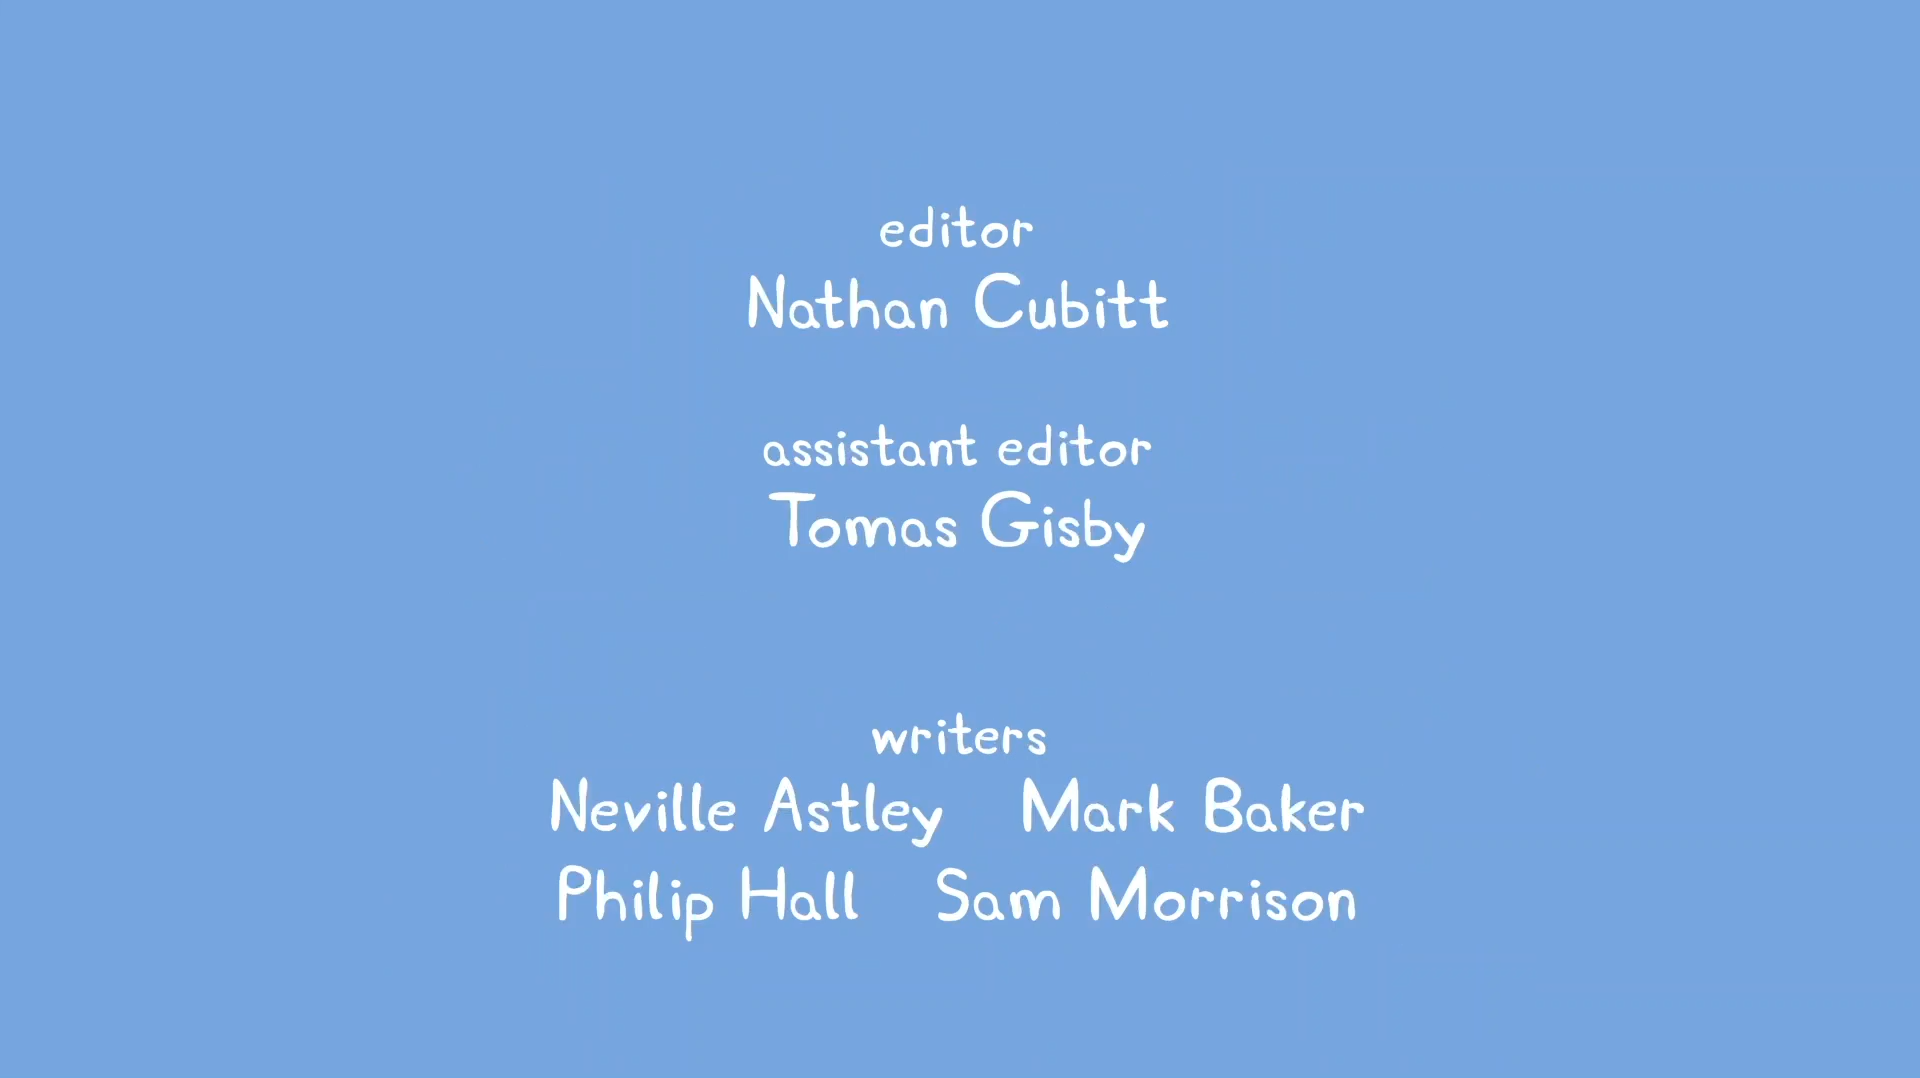 editor
Nathan Cubitt
assistant editor
Tomas Gisby
writers
Neville Astley Mark Baker
Philip Hall Sam Morrison